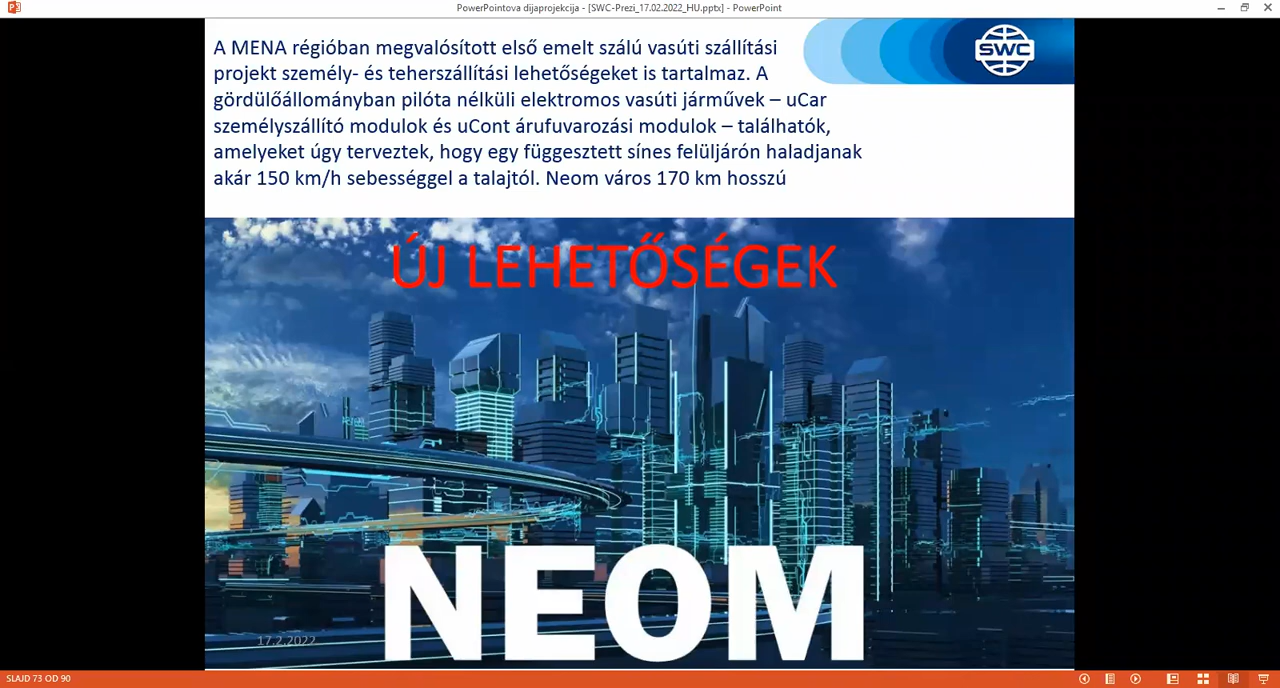 PowerPointova dijaprojekcija - [SWC-Prezi_17.02.2022_HU.pptx] - PowerPoint
A MENA régióban megvalósított első emelt szálú vasúti szállítási
projekt személy- és teherszállítási lehetőségeket is tartalmaz. A
gördülőállományban pilóta nélküli elektromos vasúti járművek – uCar
személyszállító modulok és uCont árufuvarozási modulok – találhatók,
amelyeket úgy terveztek, hogy egy függesztett sínes felüljárón haladjanak
akár 150 km/h sebességgel a talajtól. Neom város 170 km hosszú
SWC
ÚJ LEHETŐSÉGEK
NEOM
17.2.2022
SLAJD 73 OD 90